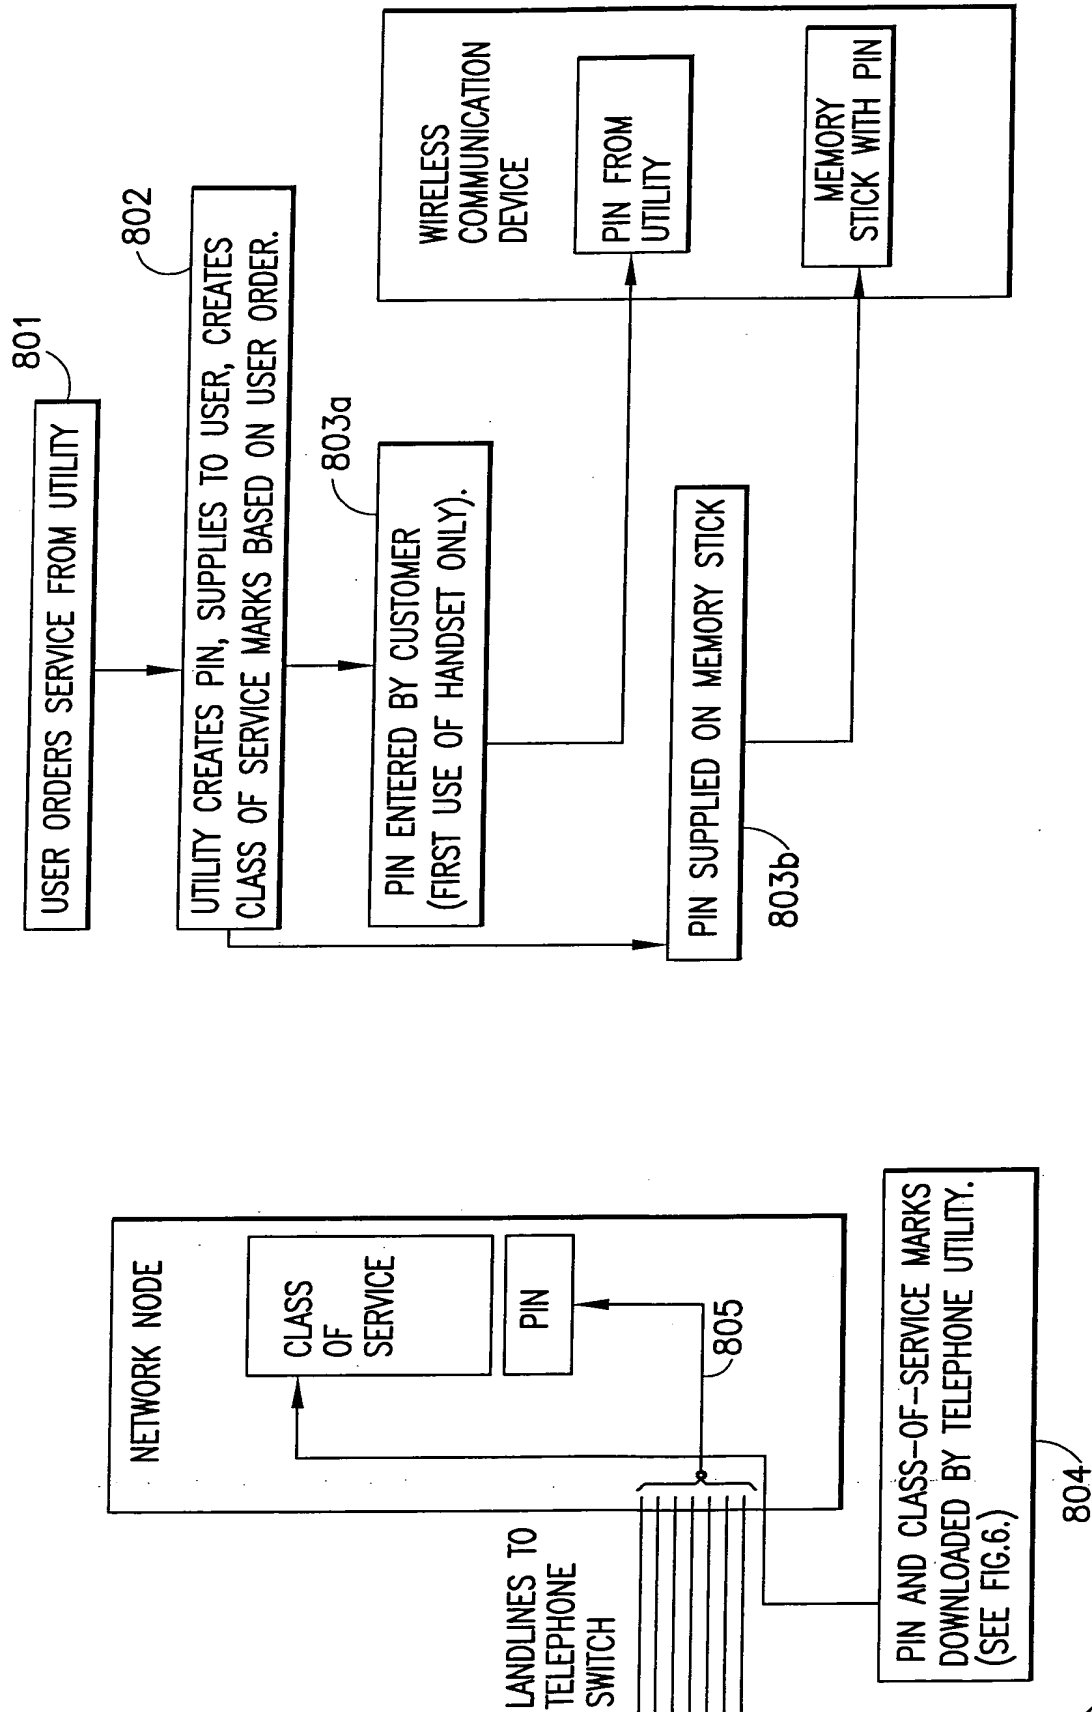 801
USER ORDERS SERVICE FROM UTILITY
802
UTILITY CREATES PIN, SUPPLIES TO USER, CREATES
CLASS OF SERVICE MARKS BASED ON USER ORDER.
803a
PIN ENTERED BY CUSTOMER
(FIRST USE OF HANDSET ONLY).
PIN SUPPLIED ON MEMORY STICK
803b
WIRELESS
COMMUNICATION
DEVICE
PIN FROM
UTILITY
MEMORY
STICK WITH PIN
NETWORK NODE
CLASS
OF
SERVICE
PIN
805
LANDLINES TO
TELEPHONE
SWITCH
PIN AND CLASS-OF-SERVICE MARKS
DOWNLOADED BY TELEPHONE UTILITY.
(SEE FIG.6.)
804